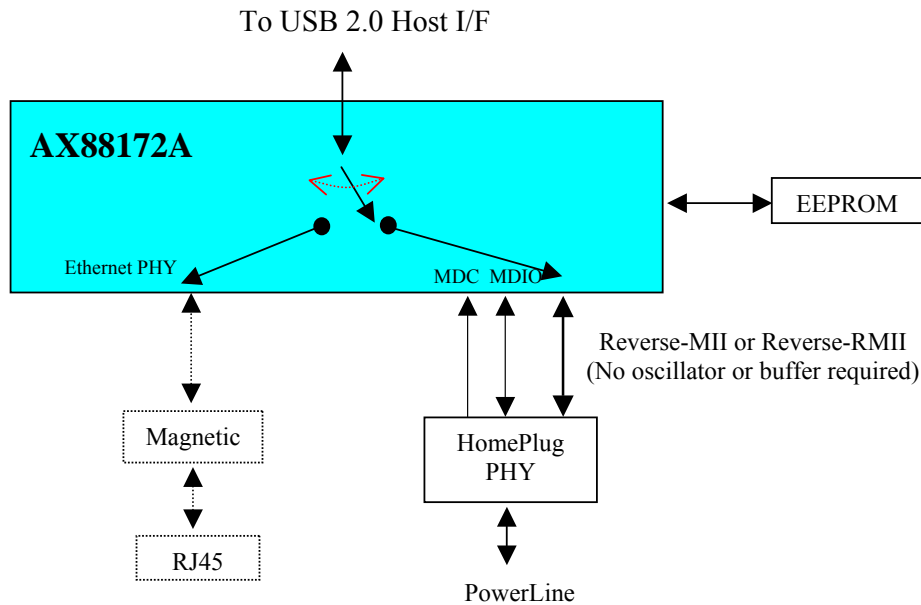 To USB 2.0 Host I/F
AX88172A
EEPROM
Ethernet PHY
MDC MDIO
Reverse-MII or Reverse-RMII
(No oscillator or buffer required)
Magnetic
HomePlug
PHY
RJ45
PowerLine